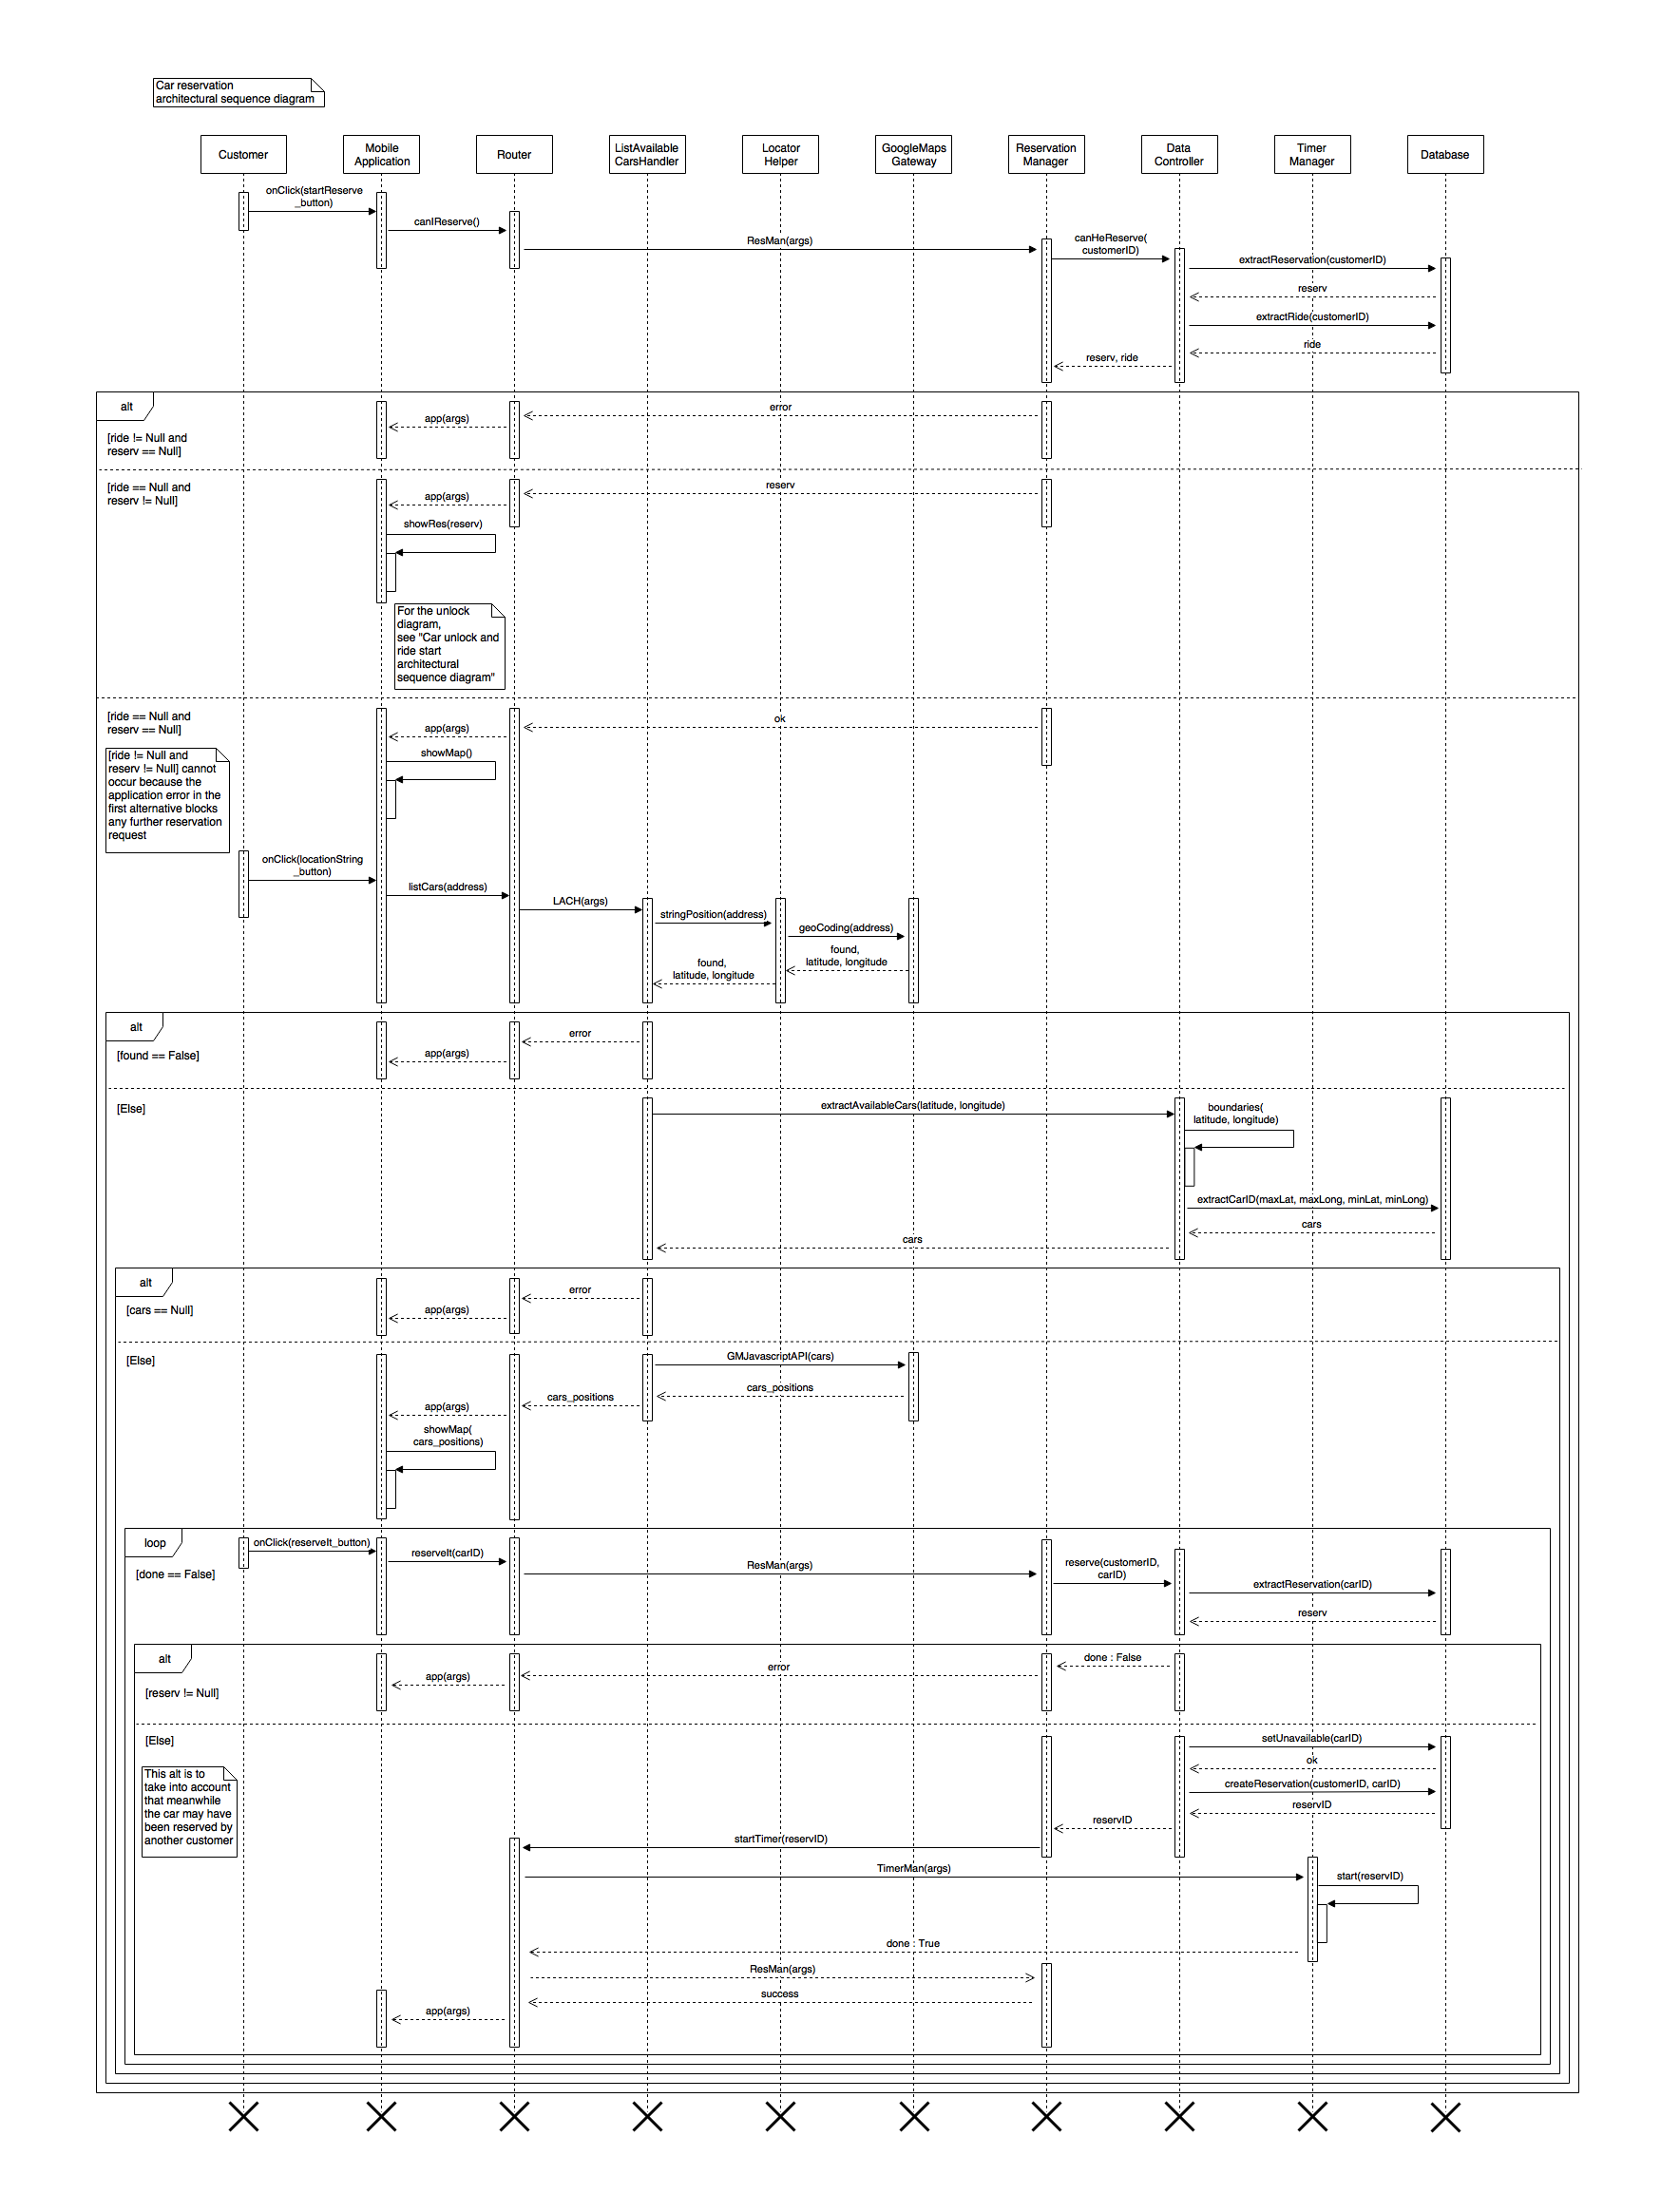 Car reservation
architectural sequence diagram
Customer
Mobile
Application
Router
ListAvailable
CarsHandler
Locator
Helper
GoogleMaps
Gateway
Reservation
Manager
Data
Controller
Timer
Manager
Database
onClick(startReserve
_button)
canIReserve()
ResMan(args)
canHeReserve(
customerID)
extractReservation(customerID)
reserv
extractRide(customerID)
ride
reserv, ride
alt
[ride != Null and
reserv == Null]
error
app(args)
[ride == Null and
reserv != Null]
reserv
app(args)
showRes(reserv)
For the unlock
diagram,
see "Car unlock and
ride start
architectural
sequence diagram"
[ride == Null and
reserv == Null]
ok
app(args)
showMap()
[ride != Null and
reserv != Null] cannot
occur because the
application error in the
first alternative blocks
any further reservation
request
onClick(locationString
_button)
listCars(address)
LACH(args)
stringPosition(address)
geoCoding(address)
found,
latitude, longitude
found,
latitude, longitude
alt
[found == False]
error
app(args)
[Else]
extractAvailableCars(latitude, longitude)
boundaries(
latitude, longitude)
extractCarID(maxLat, maxLong, minLat, minLong)
cars
cars
alt
[cars == Null]
error
app(args)
[Else]
GMJavascriptAPI(cars)
cars_positions
cars_positions
app(args)
showMap(
cars_positions)
loop
[done == False]
onClick(reserveIt_button)
reserveIt(carID)
ResMan(args)
reserve(customerID,
carID)
extractReservation(carID)
reserv
alt
[reserv != Null]
done : False
error
app(args)
[Else]
This alt is to
take into account
that meanwhile
the car may have
been reserved by
another customer
setUnavailable(carID)
ok
createReservation(customerID, carID)
reservID
reservID
startTimer(reservID)
TimerMan(args)
start(reservID)
done : True
ResMan(args)
success
app(args)